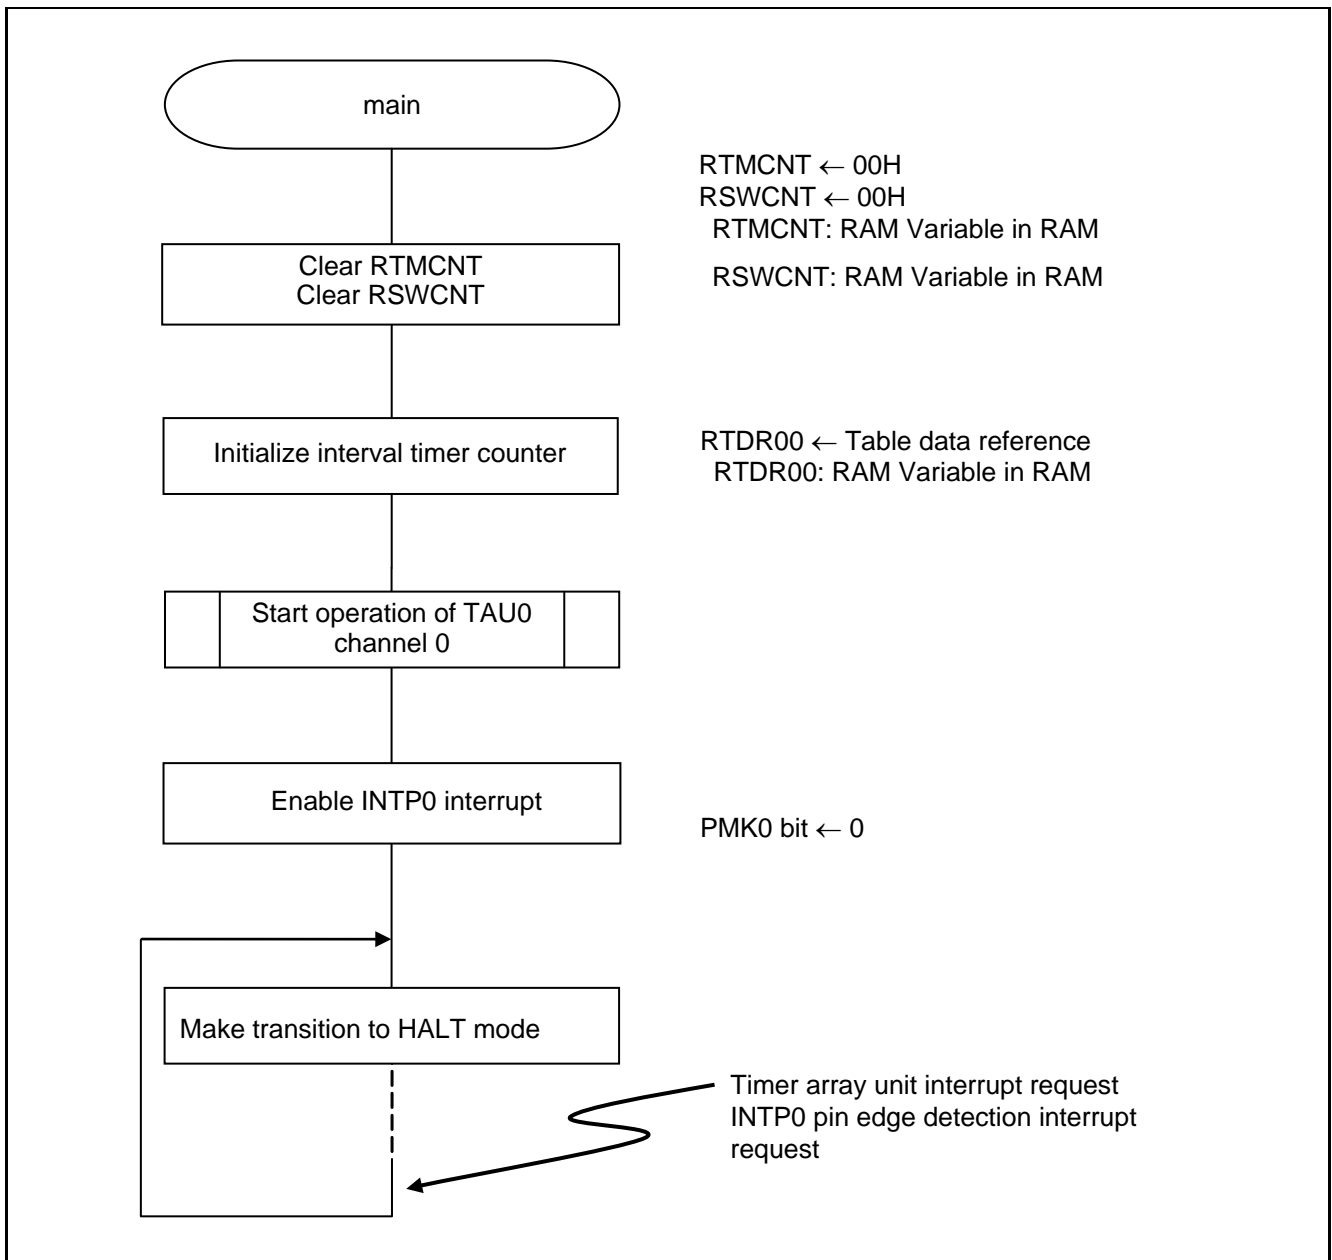 main
RTMCNT ← 00H
RSWCNT ← 00H
RTMCNT: RAM Variable in RAM
Clear RTMCNT
Clear RSWCNT
RSWCNT: RAM Variable in RAM
Initialize interval timer counter
RTDR00 ← Table data reference
RTDR00: RAM Variable in RAM
Start operation of TAU0
channel 0
Enable INTP0 interrupt
PMK0 bit ← 0
Make transition to HALT mode
Timer array unit interrupt request
INTP0 pin edge detection interrupt
request